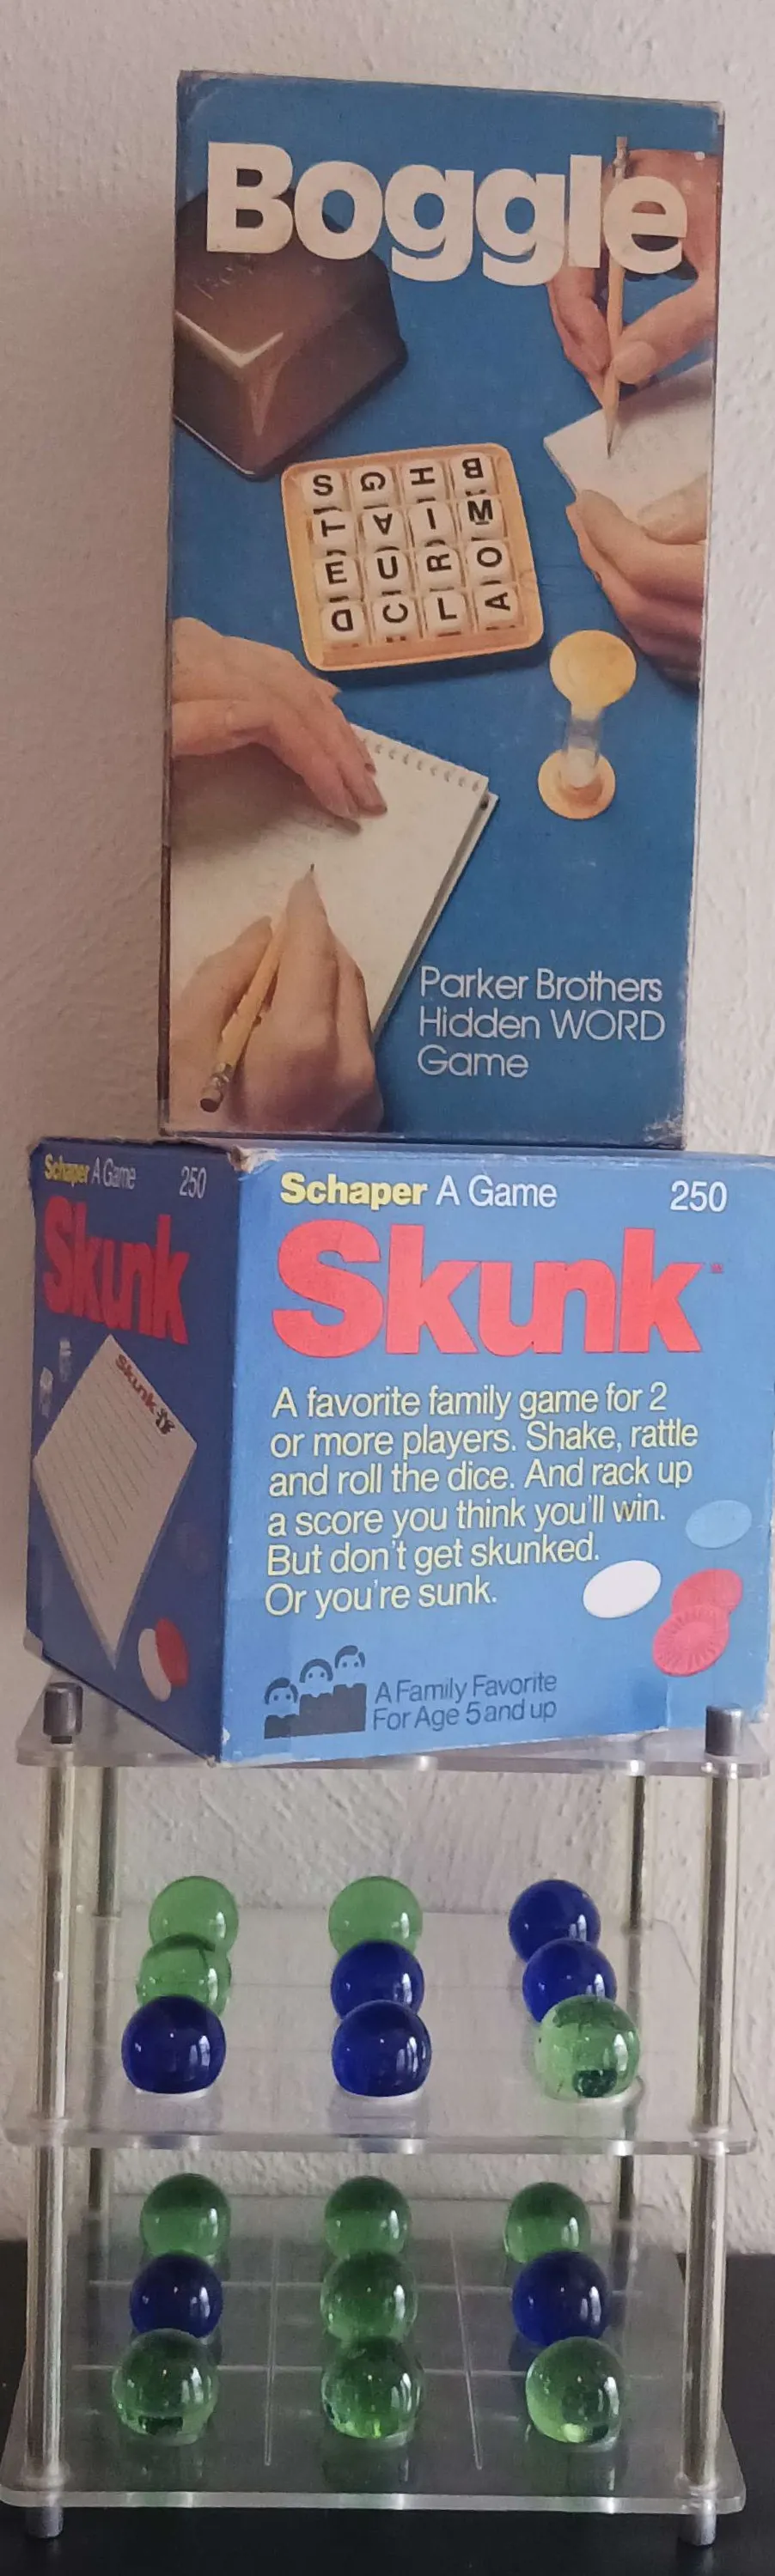 Boggle
S G H B
T A I M
E U R O
D C L A
Parker Brothers
Hidden WORD
Game
Schaper A Game 250
Skunk
Skunk
Schaper A Game 250
Skunk™
A favorite family game for 2
or more players. Shake, rattle
and roll the dice. And rack up
a score you think you'll win.
But don't get skunked.
Or you're sunk.
A Family Favorite
For Age 5 and up